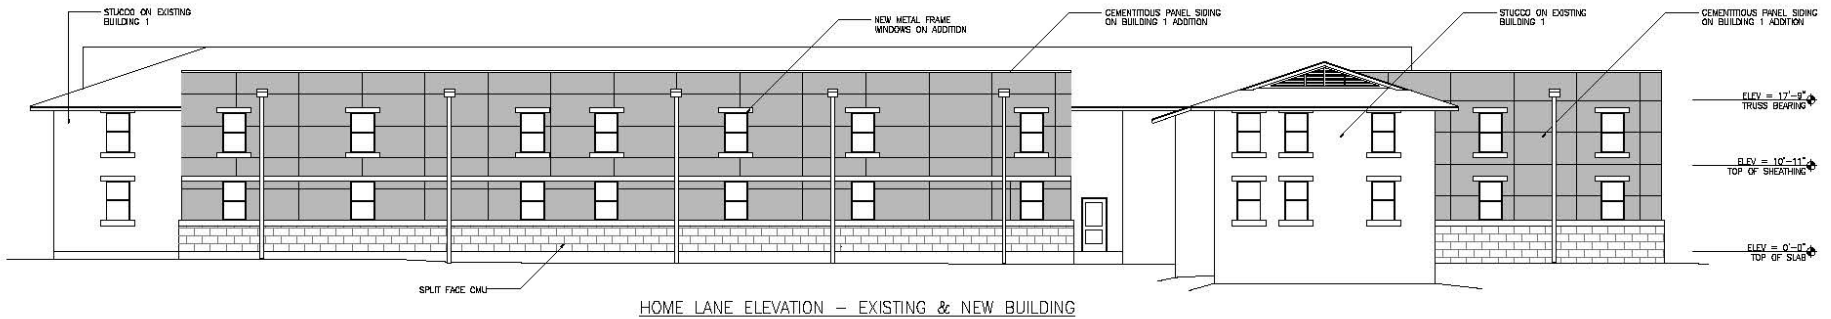 STUCCO ON EXISTING
BUILDING 1
NEW METAL FRAME
WINDOWS ON ADDITION
CEMENTITIOUS PANEL SIDING
ON BUILDING 1 ADDITION
STUCCO ON EXISTING
BUILDING 1
CEMENTITIOUS PANEL SIDING
ON BUILDING 1 ADDITION
ELEV = 17'-9"
TRUSS BEARING
ELEV = 10'-11"
TOP OF SHEATHING
ELEV = 0'-0"
TOP OF SLAB
SPLIT FACE CMU
HOME LANE ELEVATION - EXISTING & NEW BUILDING